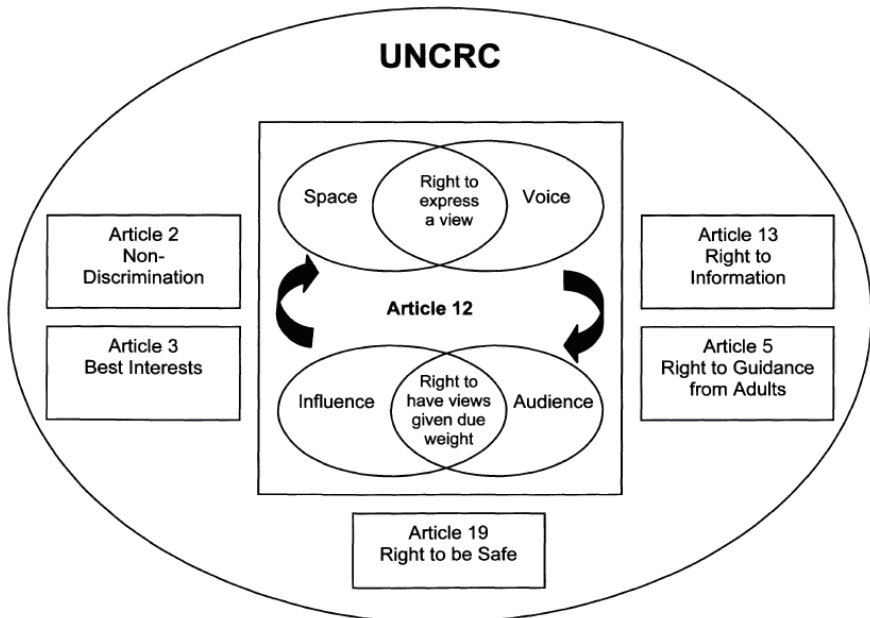 UNCRC
Space
Right to
express
a view
Voice
Article 2
Non-
Discrimination
Article 13
Right to
Information
Article 12
Article 3
Best Interests
Article 5
Right to Guidance
from Adults
Influence
Right to
have views
given due
weight
Audience
Article 19
Right to be Safe